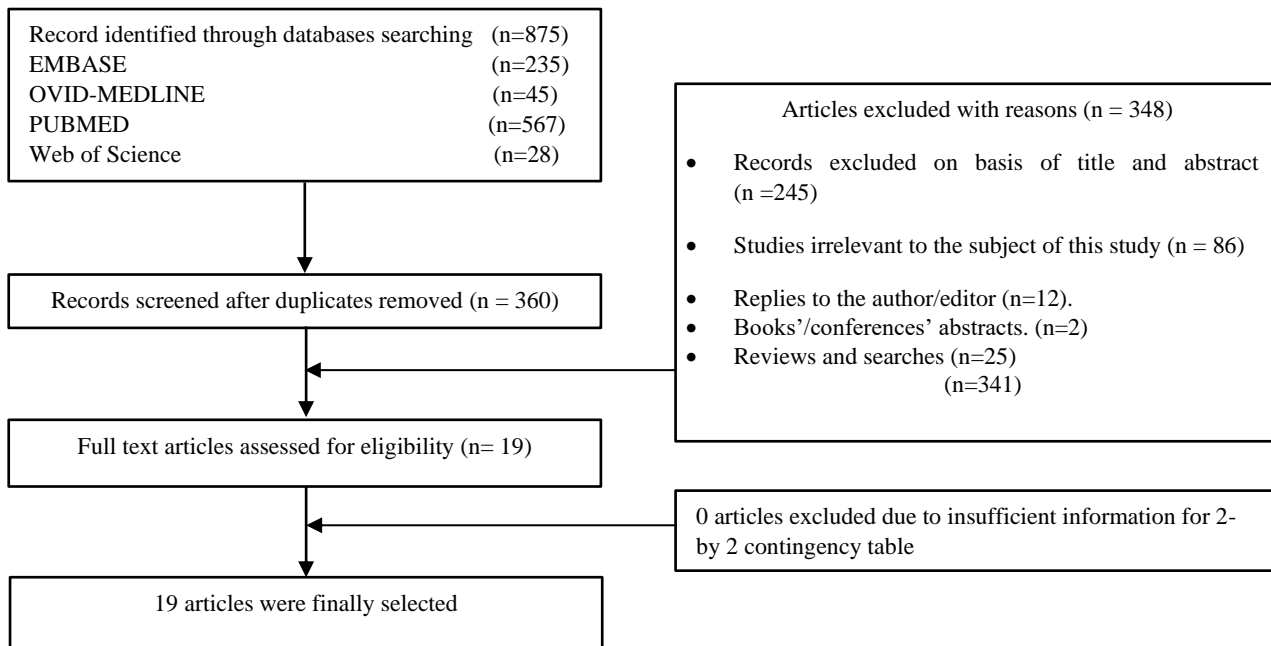 Record identified through databases searching (n=875)
EMBASE (n=235)
OVID-MEDLINE (n=45)
PUBMED (n=567)
Web of Science (n=28)
Articles excluded with reasons (n = 348)
• Records excluded on basis of title and abstract
(n =245)
• Studies irrelevant to the subject of this study (n = 86)
• Replies to the author/editor (n=12).
• Books’/conferences’ abstracts. (n=2)
• Reviews and searches (n=25)
(n=341)
Records screened after duplicates removed (n = 360)
Full text articles assessed for eligibility (n= 19)
0 articles excluded due to insufficient information for 2-
by 2 contingency table
19 articles were finally selected